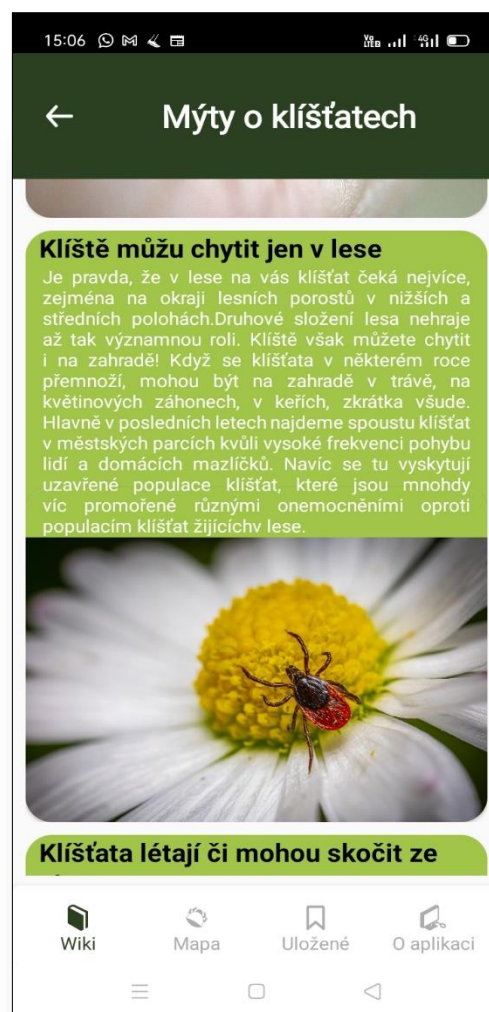 15:06
Mýty o klíšťatech
Klíště můžu chytit jen v lese
Je pravda, že v lese na vás klíšťat čeká nejvíce,
zejména na okraji lesních porostů v nižších a
středních polohách.Druhové složení lesa nehraje
až tak významnou roli. Klíště však můžete chytit
i na zahradě! Když se klíšťata v některém roce
přemnoží, mohou být na zahradě v trávě, na
květinových záhonech, v keřích, zkrátka všude.
Hlavně v posledních letech najdeme spoustu klíšťat
v městských parcích kvůli vysoké frekvenci pohybu
lidí a domácích mazlíčků. Navíc se tu vyskytují
uzavřené populace klíšťat, které jsou mnohdy
víc promořené různými onemocněními oproti
populacím klíšťat žijícíchv lese.
Klíšťata létají či mohou skočit ze
Wiki
Mapa
Uložené
O aplikaci